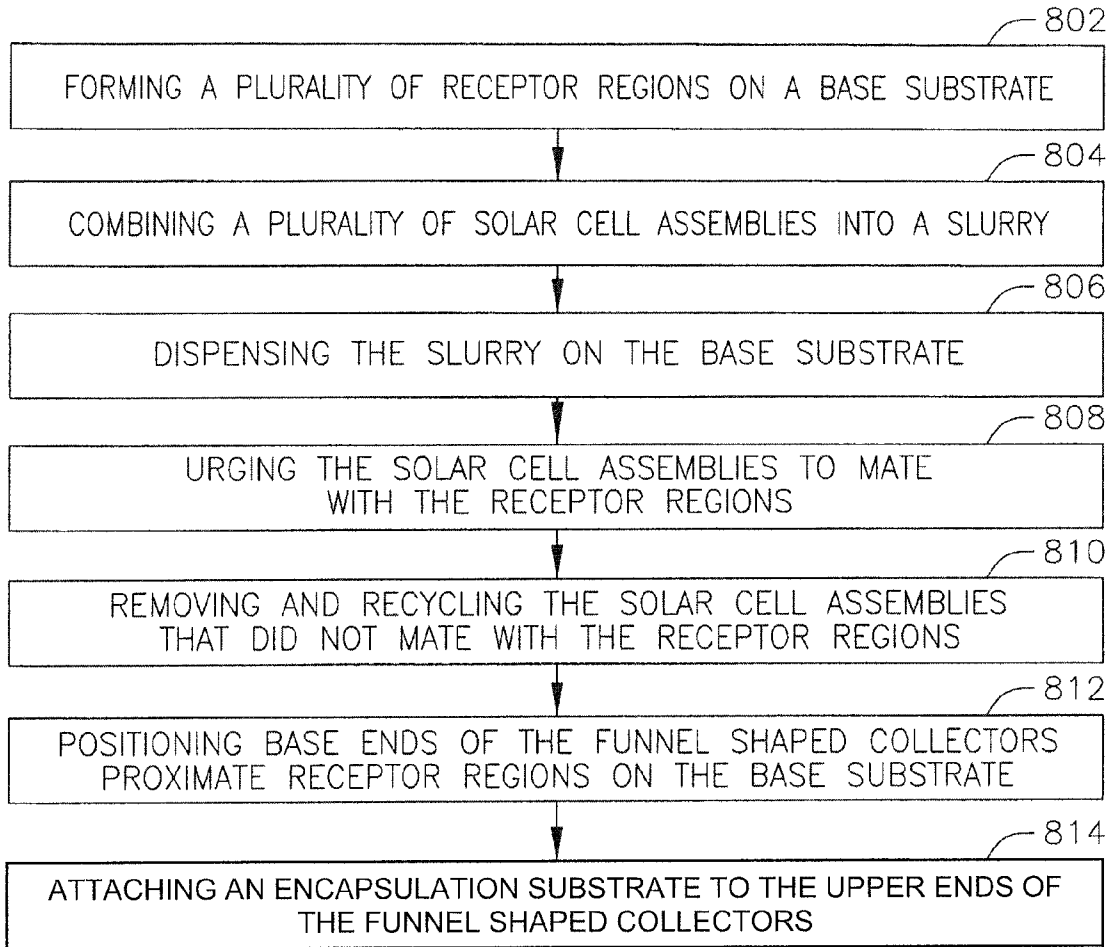 802
FORMING A PLURALITY OF RECEPTOR REGIONS ON A BASE SUBSTRATE
804
COMBINING A PLURALITY OF SOLAR CELL ASSEMBLIES INTO A SLURRY
806
DISPENSING THE SLURRY ON THE BASE SUBSTRATE
808
URGING THE SOLAR CELL ASSEMBLIES TO MATE
WITH THE RECEPTOR REGIONS
810
REMOVING AND RECYCLING THE SOLAR CELL ASSEMBLIES
THAT DID NOT MATE WITH THE RECEPTOR REGIONS
812
POSITIONING BASE ENDS OF THE FUNNEL SHAPED COLLECTORS
PROXIMATE RECEPTOR REGIONS ON THE BASE SUBSTRATE
814
ATTACHING AN ENCAPSULATION SUBSTRATE TO THE UPPER ENDS OF
THE FUNNEL SHAPED COLLECTORS